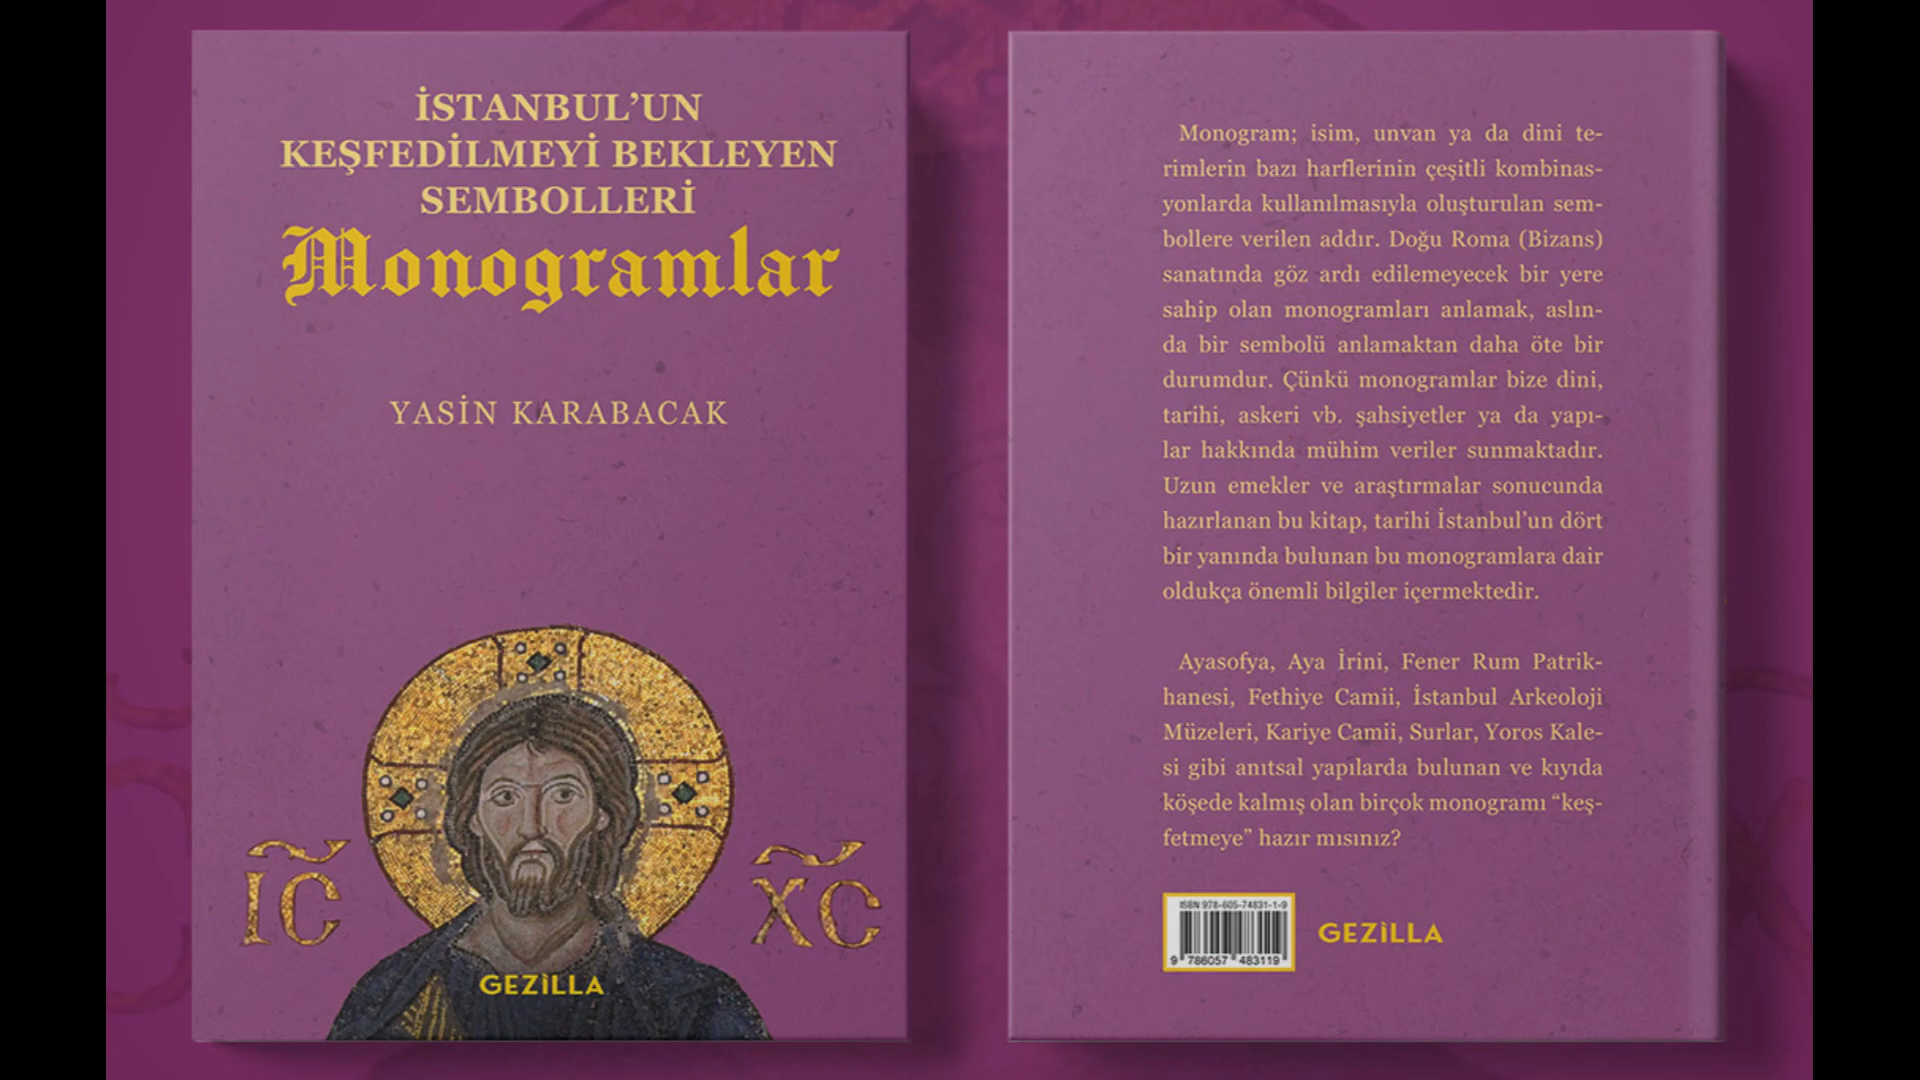 İSTANBUL’UN
KEŞFEDİLMEYİ BEKLEYEN
SEMBOLLERİ
Monogramlar
YASİN KARABACAK
IC
XC
GEZİLLA
Monogram; isim, unvan ya da dini te-
rimlerin bazı harflerinin çeşitli kombinas-
yonlarda kullanılmasıyla oluşturulan sem-
bollere verilen addır. Doğu Roma (Bizans)
sanatında göz ardı edilemeyecek bir yere
sahip olan monogramları anlamak, aslın-
da bir sembolü anlamaktan daha öte bir
durumdur. Çünkü monogramlar bize dini,
tarihi, askeri vb. şahsiyetler ya da yapı-
lar hakkında mühim veriler sunmaktadır.
Uzun emekler ve araştırmalar sonucunda
hazırlanan bu kitap, tarihi İstanbul’un dört
bir yanında bulunan bu monogramlara dair
oldukça önemli bilgiler içermektedir.
Ayasofya, Aya İrini, Fener Rum Patrik-
hanesi, Fethiye Camii, İstanbul Arkeoloji
Müzeleri, Kariye Camii, Surlar, Yoros Kale-
si gibi anıtsal yapılarda bulunan ve kıyıda
köşede kalmış olan birçok monogramı “keş-
fetmeye” hazır mısınız?
ISBN 978-605-74831-1-9
9 786057 483119
GEZİLLA